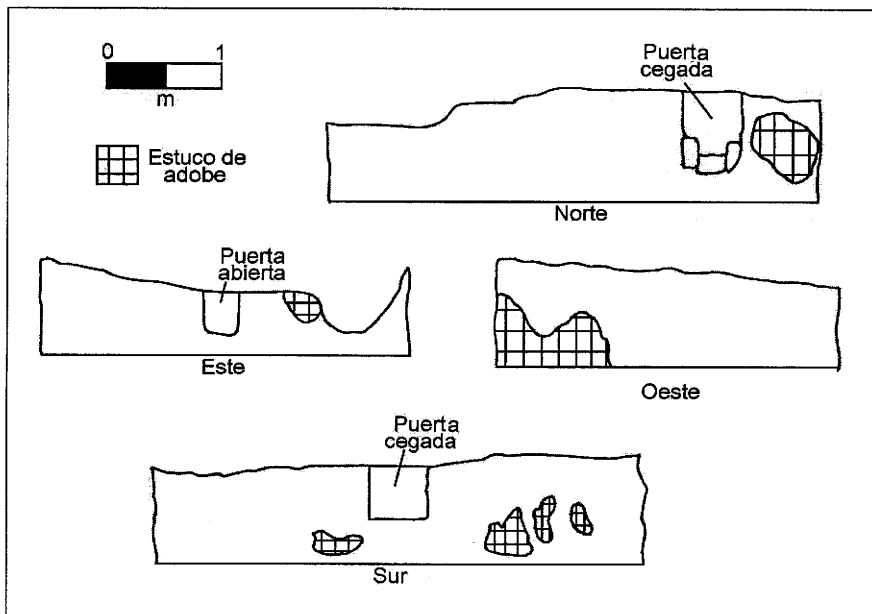 0 1
m
Estuco de
adobe
Puerta
cegada
Norte
Puerta
abierta
Este
Oeste
Puerta
cegada
Sur